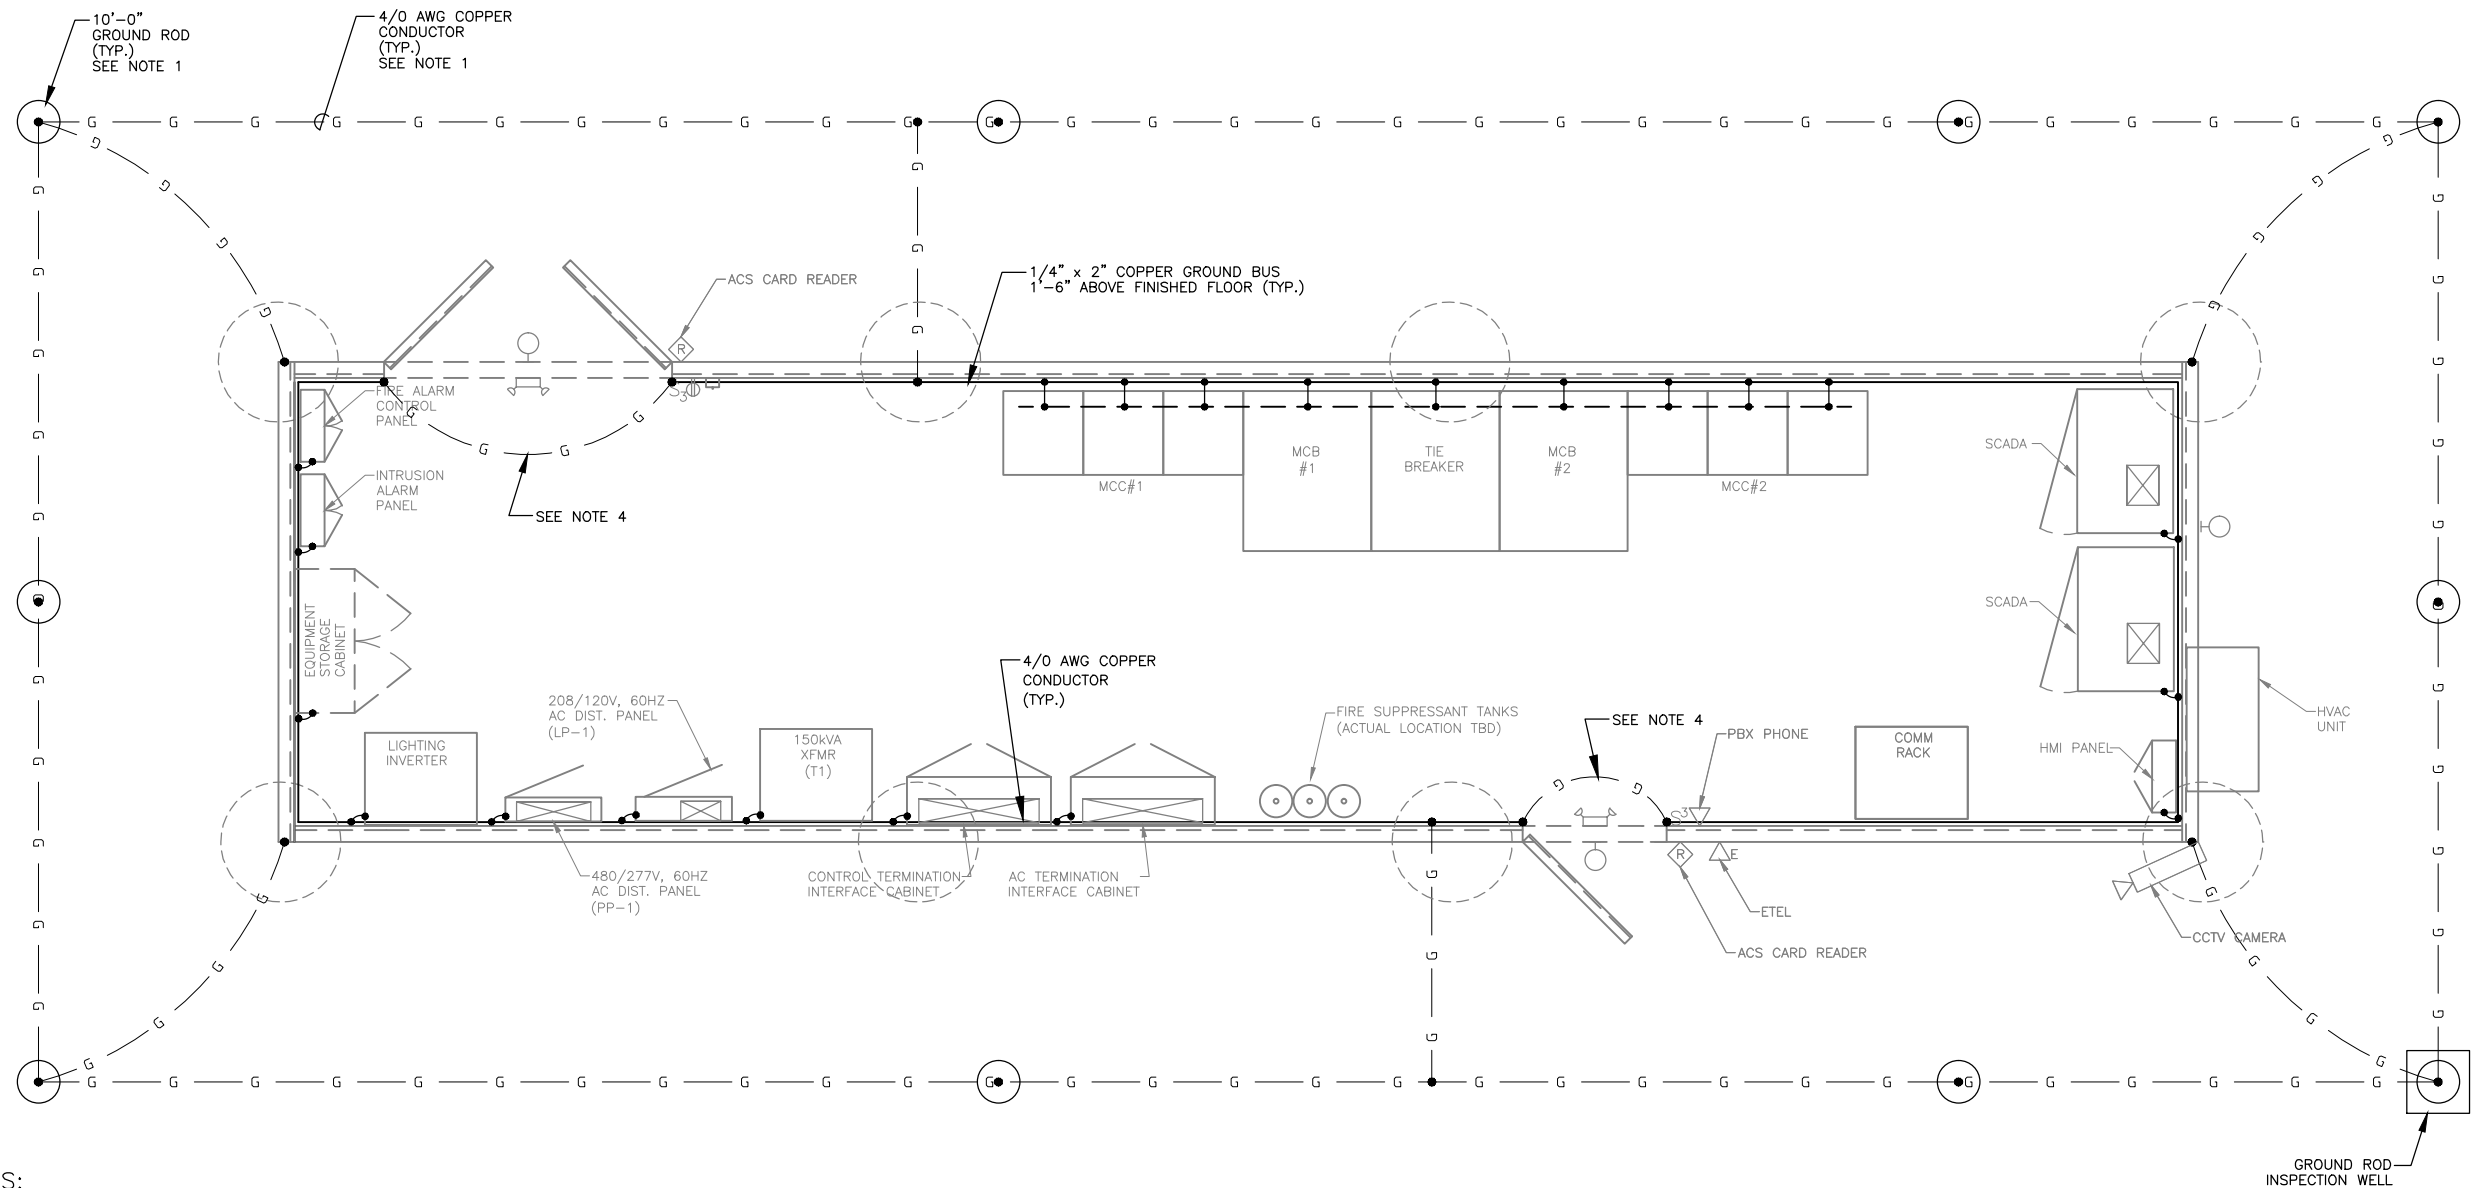 10'-0"
GROUND ROD
(TYP.)
SEE NOTE 1
4/0 AWG COPPER
CONDUCTOR
(TYP.)
SEE NOTE 1
ACS CARD READER
R
1/4" x 2" COPPER GROUND BUS
1'-6" ABOVE FINISHED FLOOR (TYP.)
S3
FIRE ALARM
CONTROL
PANEL
INTRUSION
ALARM
PANEL
SEE NOTE 4
MCC#1
MCB
#1
TIE
BREAKER
MCB
#2
MCC#2
SCADA
SCADA
EQUIPMENT
STORAGE
CABINET
4/0 AWG COPPER
CONDUCTOR
(TYP.)
208/120V, 60HZ
AC DIST. PANEL
(LP-1)
LIGHTING
INVERTER
150kVA
XFMR
(T1)
FIRE SUPPRESSANT TANKS
(ACTUAL LOCATION TBD)
SEE NOTE 4
PBX PHONE
COMM
RACK
HMI PANEL
HVAC
UNIT
S3
R
E
480/277V, 60HZ
AC DIST. PANEL
(PP-1)
CONTROL TERMINATION
INTERFACE CABINET
AC TERMINATION
INTERFACE CABINET
ETEL
ACS CARD READER
CCTV CAMERA
GROUND ROD
INSPECTION WELL
S:
G G G G G G G G G G G G G G G G G G G G G G G G G G G G G